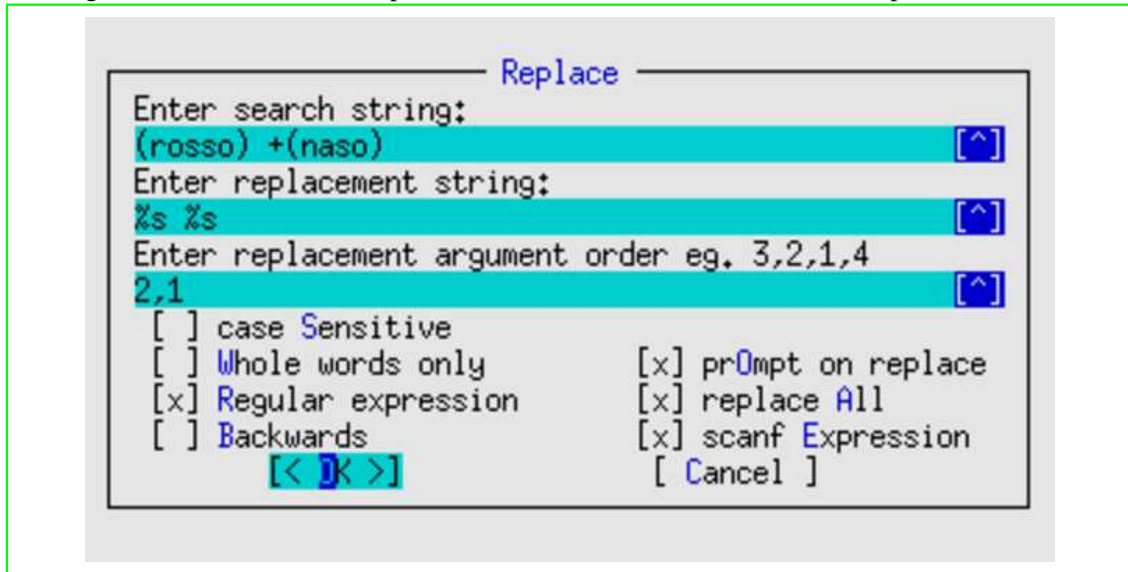 Replace
Enter search string:
(rosso) +(naso) [^]
Enter replacement string:
%s %s [^]
Enter replacement argument order eg. 3,2,1,4
2,1 [^]
[ ] case Sensitive
[ ] Whole words only [x] prOmpt on replace
[x] Regular expression [x] replace All
[ ] Backwards [x] scanf Expression
[< OK >] [ Cancel ]